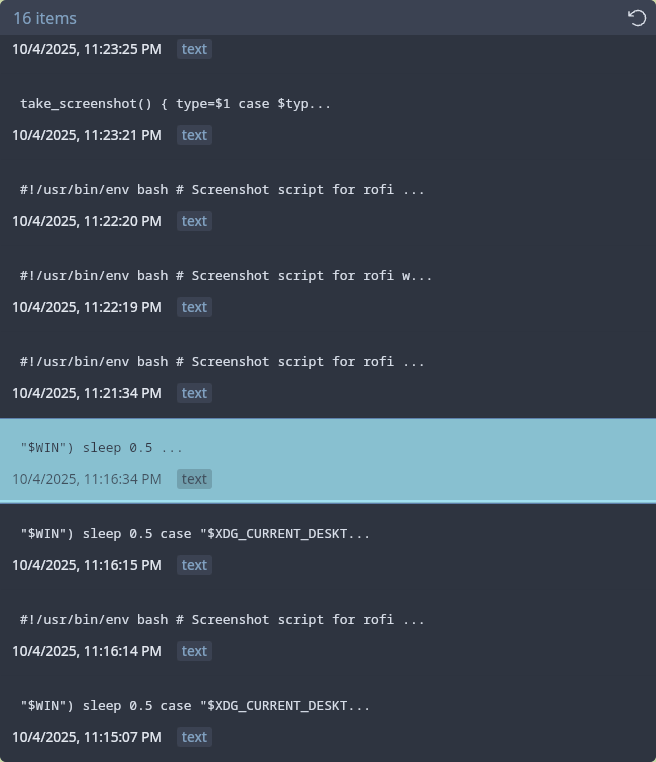 16 items
10/4/2025, 11:23:25 PM text
take_screenshot() { type=$1 case $typ...
10/4/2025, 11:23:21 PM text
#!/usr/bin/env bash # Screenshot script for rofi ...
10/4/2025, 11:22:20 PM text
#!/usr/bin/env bash # Screenshot script for rofi w...
10/4/2025, 11:22:19 PM text
#!/usr/bin/env bash # Screenshot script for rofi ...
10/4/2025, 11:21:34 PM text
"$WIN") sleep 0.5 ...
10/4/2025, 11:16:34 PM text
"$WIN") sleep 0.5 case "$XDG_CURRENT_DESKT...
10/4/2025, 11:16:15 PM text
#!/usr/bin/env bash # Screenshot script for rofi ...
10/4/2025, 11:16:14 PM text
"$WIN") sleep 0.5 case "$XDG_CURRENT_DESKT...
10/4/2025, 11:15:07 PM text